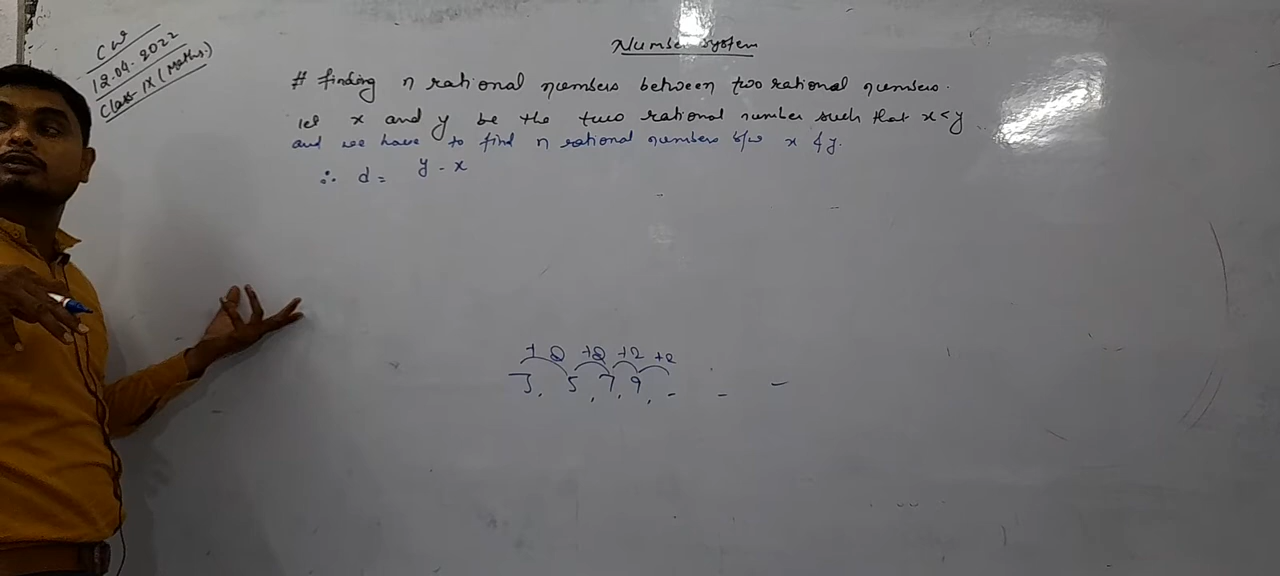 CW
12.04.2022
Class-IX (Maths.)
Number System
# finding n rational numbers between two rational numbers.
let x and y be the two rational number such that x<y
and we have to find n rational numbers b/w x & y.
∴ d = y - x
+2 +2 +2 +2
3, 5, 7, 9, - - -